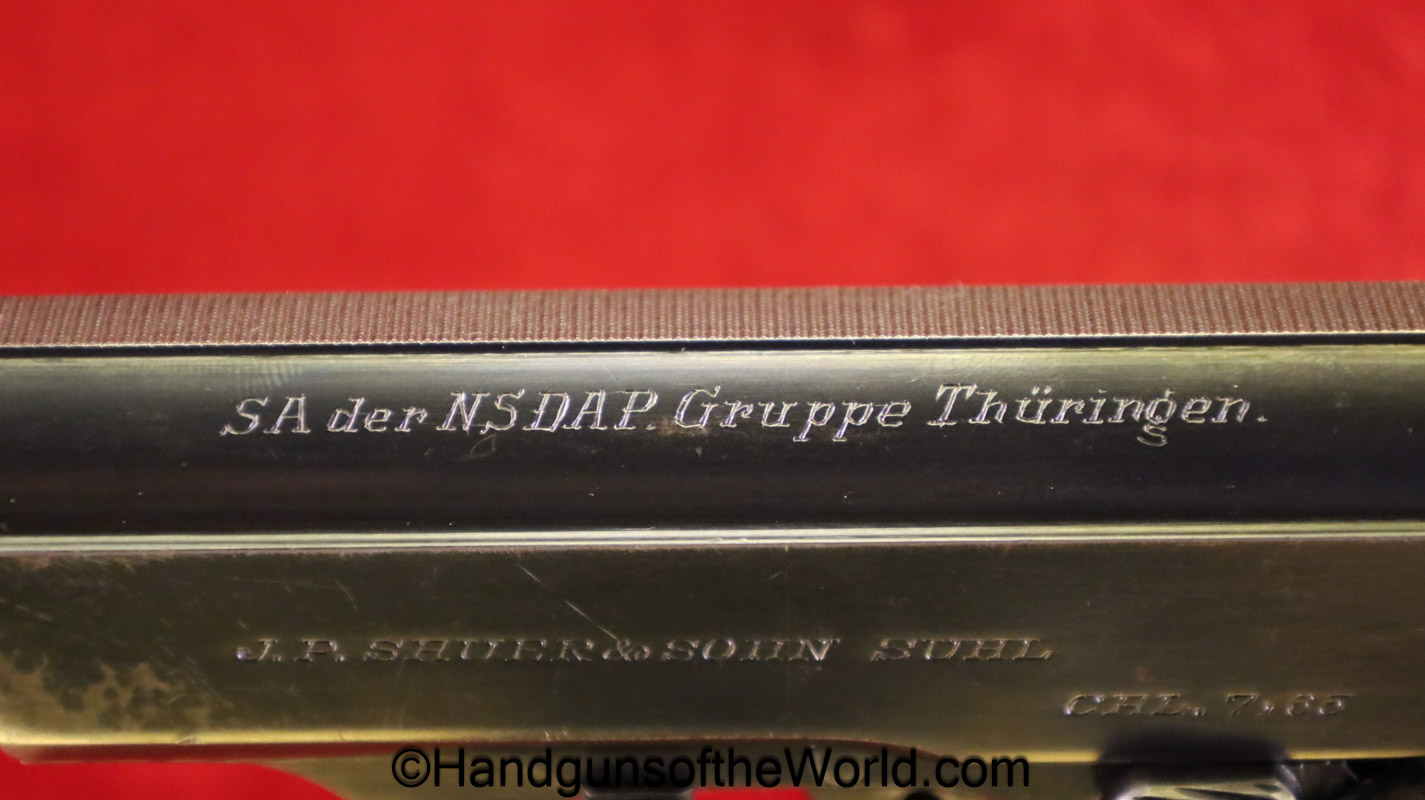 SA der NSDAP. Gruppe Thüringen.
J.P. SAUER & SOHN SUHL
CAL. 7,65
©HandgunsoftheWorld.com